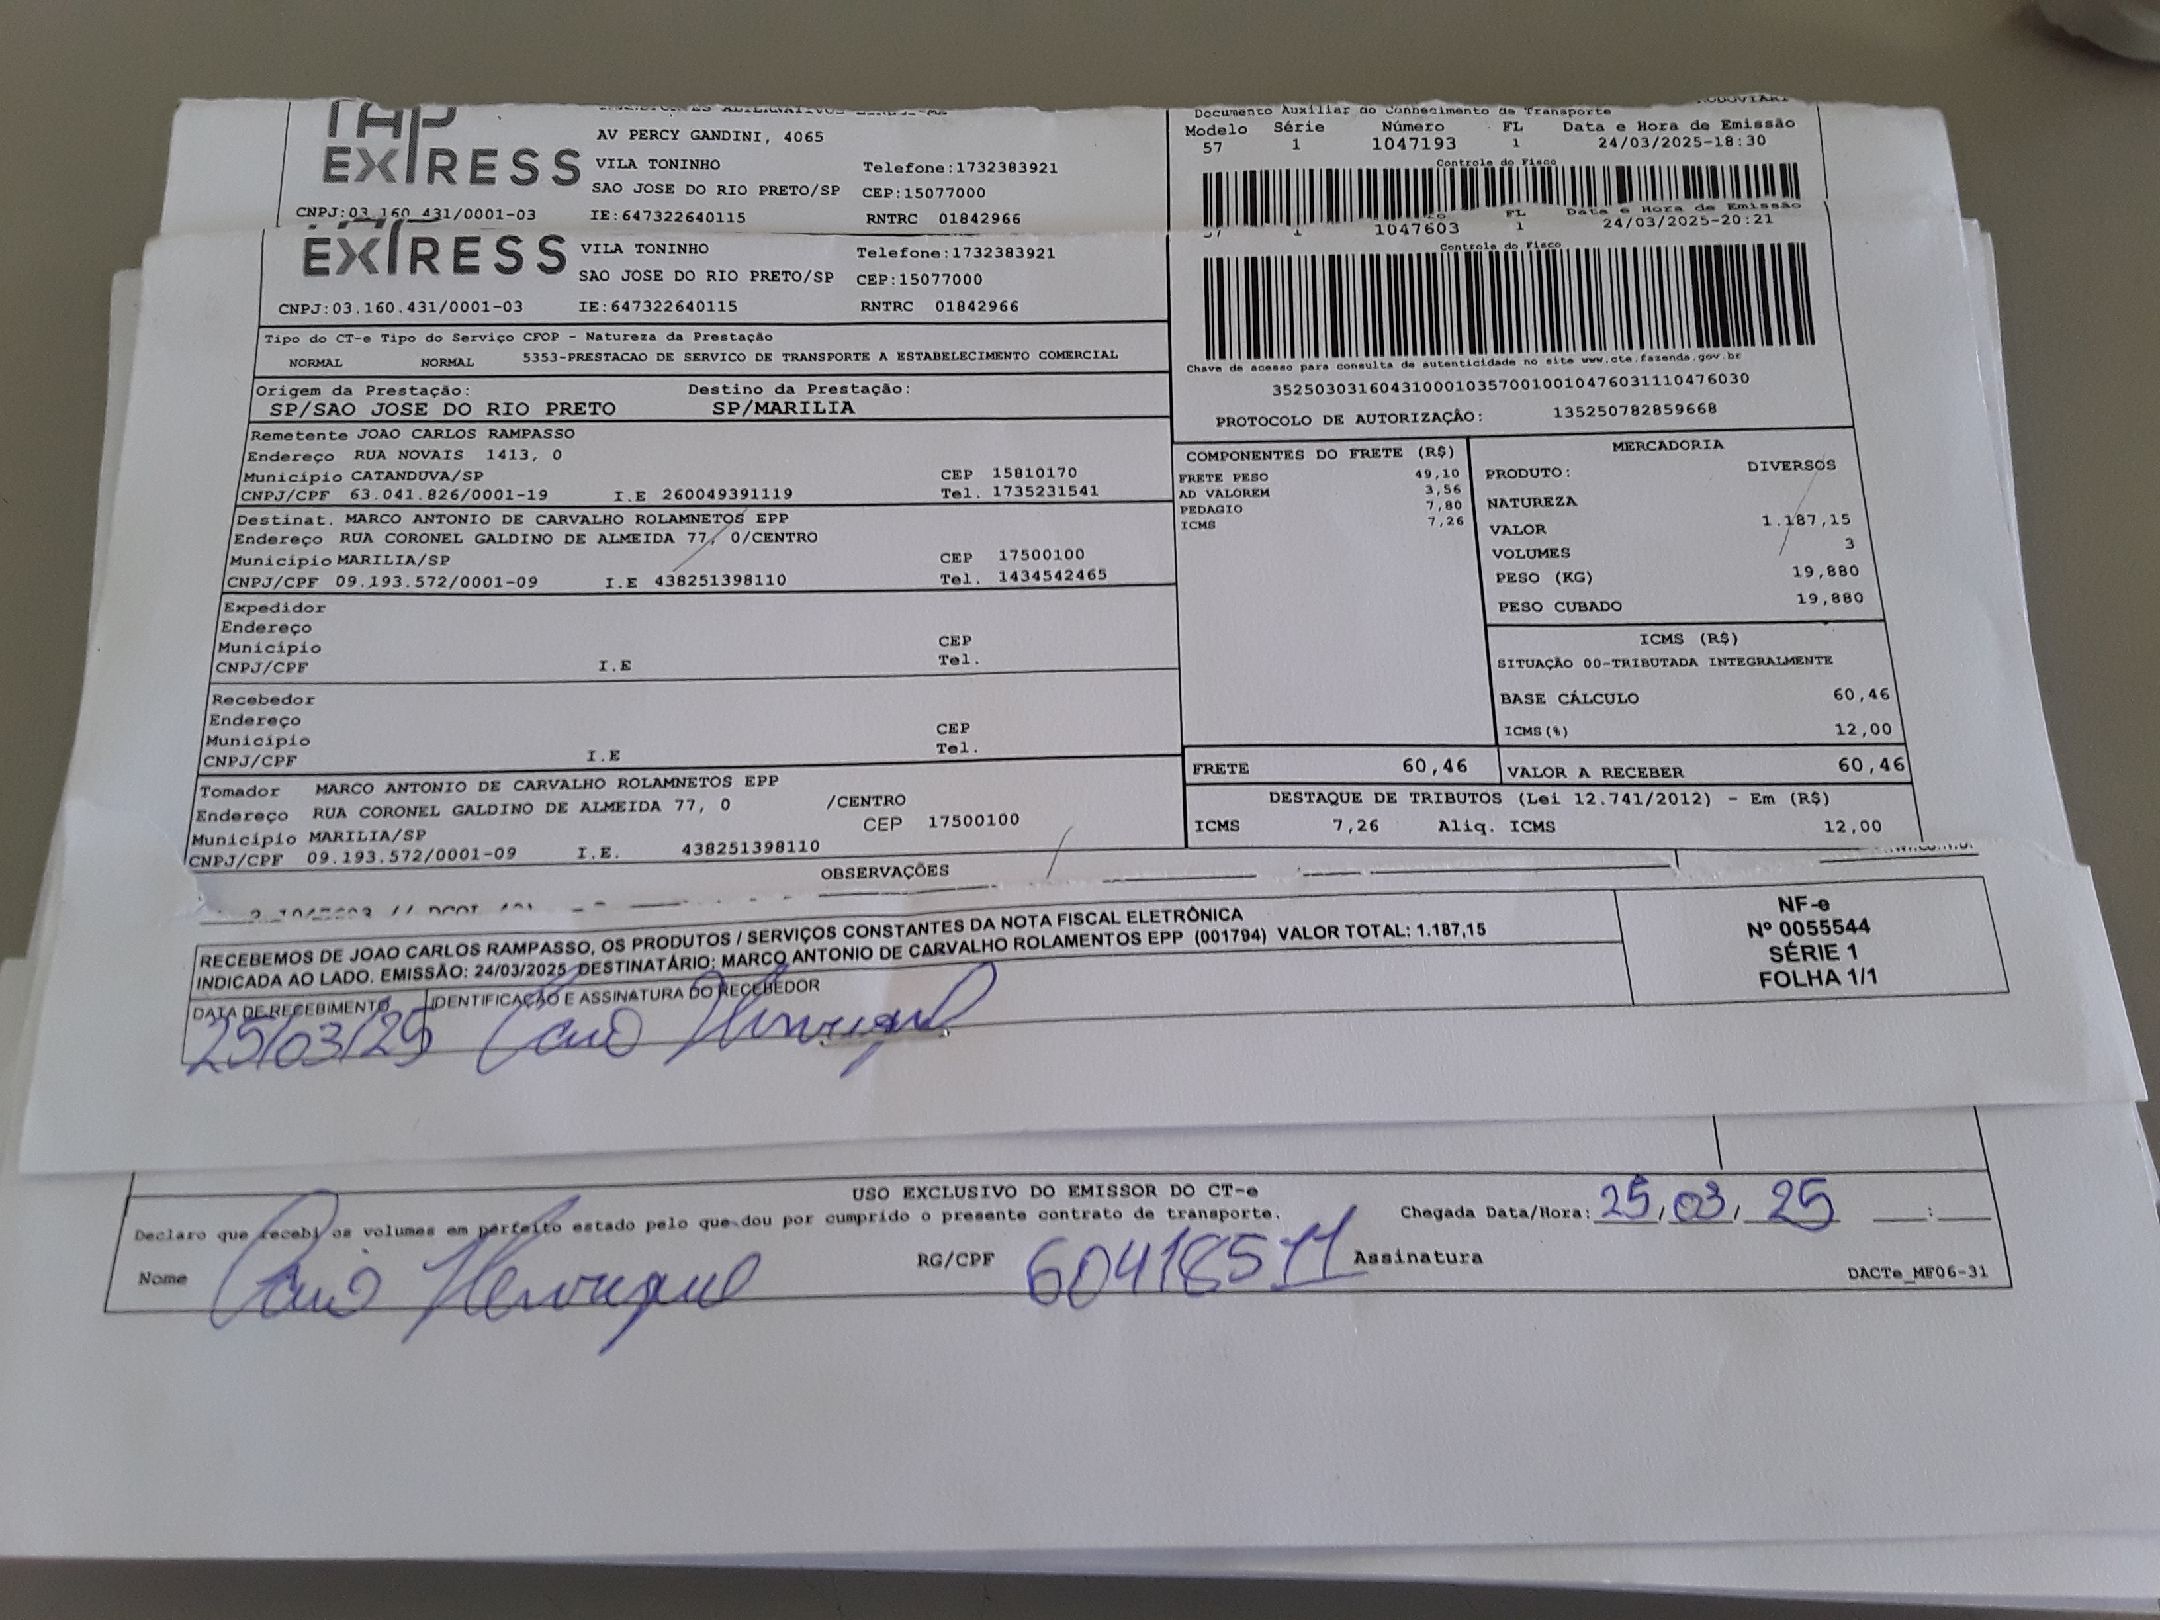 TAP
EXPRESS
AV PERCY GANDINI, 4065
VILA TONINHO Telefone:1732383921
SAO JOSE DO RIO PRETO/SP CEP:15077000
CNPJ:03.160.431/0001-03 IE:647322640115 RNTRC 01842966
Documento Auxiliar do Conhecimento de Transporte
Modelo Série Número FL Data e Hora de Emissão
57 1 1047193 1 24/03/2025-18:30
Controle do Fisco
EXPRESS
VILA TONINHO Telefone:1732383921
SAO JOSE DO RIO PRETO/SP CEP:15077000
CNPJ:03.160.431/0001-03 IE:647322640115 RNTRC 01842966
FL Data e Hora de Emissão
57 1 1047603 1 24/03/2025-20:21
Controle do Fisco
Chave de acesso para consulta de autenticidade no site www.cte.fazenda.gov.br
35250303160431000103570010010476031110476030
PROTOCOLO DE AUTORIZAÇÃO: 135250782859668
Tipo do CT-e Tipo do Serviço CFOP - Natureza da Prestação
NORMAL NORMAL 5353-PRESTACAO DE SERVICO DE TRANSPORTE A ESTABELECIMENTO COMERCIAL
Origem da Prestação: Destino da Prestação:
SP/SAO JOSE DO RIO PRETO SP/MARILIA
Remetente JOAO CARLOS RAMPASSO
Endereço RUA NOVAIS 1413, 0
Município CATANDUVA/SP CEP 15810170
CNPJ/CPF 63.041.826/0001-19 I.E 260049391119 Tel. 1735231541
Destinat. MARCO ANTONIO DE CARVALHO ROLAMNETOS EPP
Endereço RUA CORONEL GALDINO DE ALMEIDA 77, 0/CENTRO
Município MARILIA/SP CEP 17500100
CNPJ/CPF 09.193.572/0001-09 I.E 438251398110 Tel. 1434542465
Expedidor
Endereço
Município CEP
CNPJ/CPF I.E Tel.
Recebedor
Endereço
Município CEP
CNPJ/CPF I.E Tel.
Tomador MARCO ANTONIO DE CARVALHO ROLAMNETOS EPP
Endereço RUA CORONEL GALDINO DE ALMEIDA 77, 0 /CENTRO
Município MARILIA/SP CEP 17500100
CNPJ/CPF 09.193.572/0001-09 I.E. 438251398110
COMPONENTES DO FRETE (R$)
FRETE PESO 49,10
AD VALOREM 3,56
PEDAGIO 7,80
ICMS 7,26
MERCADORIA
PRODUTO: DIVERSOS
NATUREZA
VALOR 1.187,15
VOLUMES 3
PESO (KG) 19,880
PESO CUBADO 19,880
ICMS (R$)
SITUAÇÃO 00-TRIBUTADA INTEGRALMENTE
BASE CÁLCULO 60,46
ICMS(%) 12,00
FRETE 60,46 VALOR A RECEBER 60,46
DESTAQUE DE TRIBUTOS (Lei 12.741/2012) - Em (R$)
ICMS 7,26 Aliq. ICMS 12,00
OBSERVAÇÕES
RECEBEMOS DE JOAO CARLOS RAMPASSO, OS PRODUTOS / SERVIÇOS CONSTANTES DA NOTA FISCAL ELETRÔNICA
INDICADA AO LADO. EMISSÃO: 24/03/2025 DESTINATÁRIO: MARCO ANTONIO DE CARVALHO ROLAMENTOS EPP (001794) VALOR TOTAL: 1.187,15
DATA DE RECEBIMENTO IDENTIFICAÇÃO E ASSINATURA DO RECEBEDOR
25/03/25 Caio Henrique
NF-e
Nº 0055544
SÉRIE 1
FOLHA 1/1
USO EXCLUSIVO DO EMISSOR DO CT-e
Declaro que recebi os volumes em perfeito estado pelo que dou por cumprido o presente contrato de transporte. Chegada Data/Hora: 25/03/25 __:__
Nome Caio Henrique RG/CPF 604185 Assinatura
DACTe_MF06-31